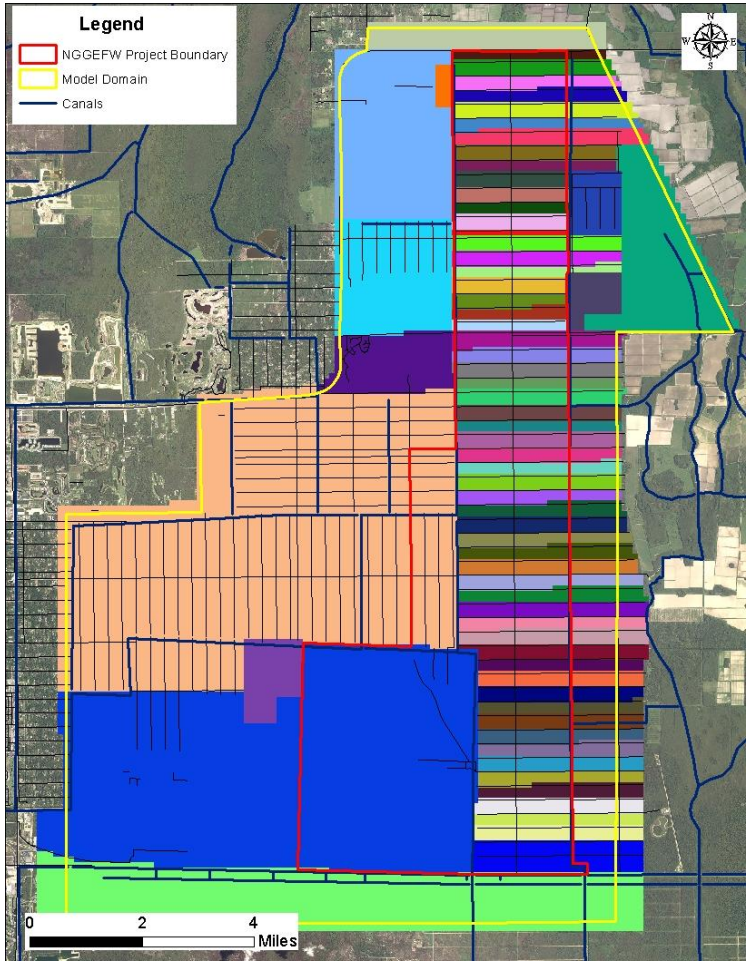 Legend
NGGEFW Project Boundary
Model Domain
Canals
N
W E
S
0 2 4
Miles